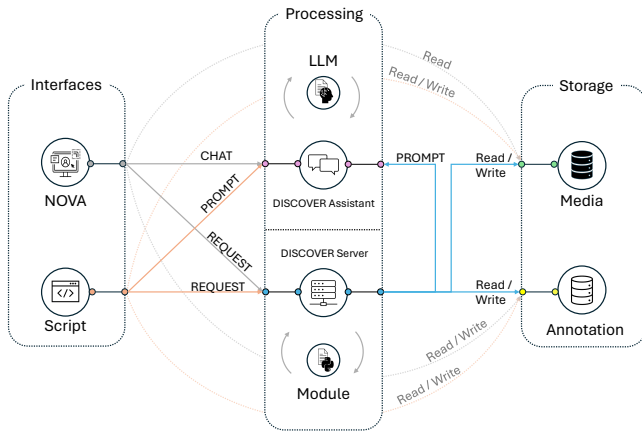 Processing
LLM
Read
Read / Write
Interfaces
Storage
NOVA
CHAT
PROMPT
DISCOVER Assistant
PROMPT
Read /
Write
Media
REQUEST
DISCOVER Server
Script
REQUEST
Read /
Write
Annotation
Module
Read / Write
Read / Write